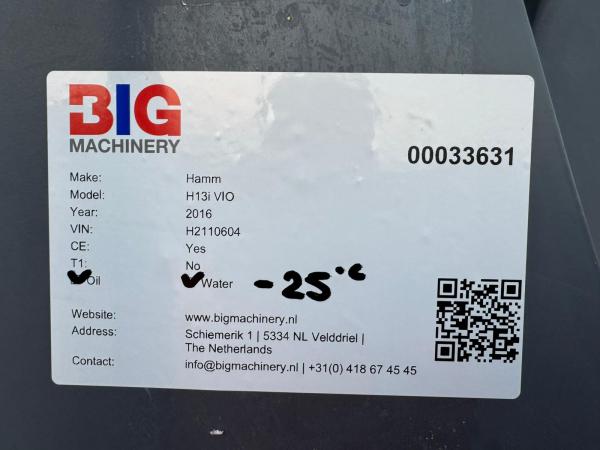 BIG
MACHINERY
00033631
Make: Hamm
Model: H13i VIO
Year: 2016
VIN: H2110604
CE: Yes
T1: No
✔ Oil ✔ Water -25°C
Website: www.bigmachinery.nl
Address: Schiemerik 1 | 5334 NL Velddriel |
The Netherlands
Contact: info@bigmachinery.nl | +31(0) 418 67 45 45